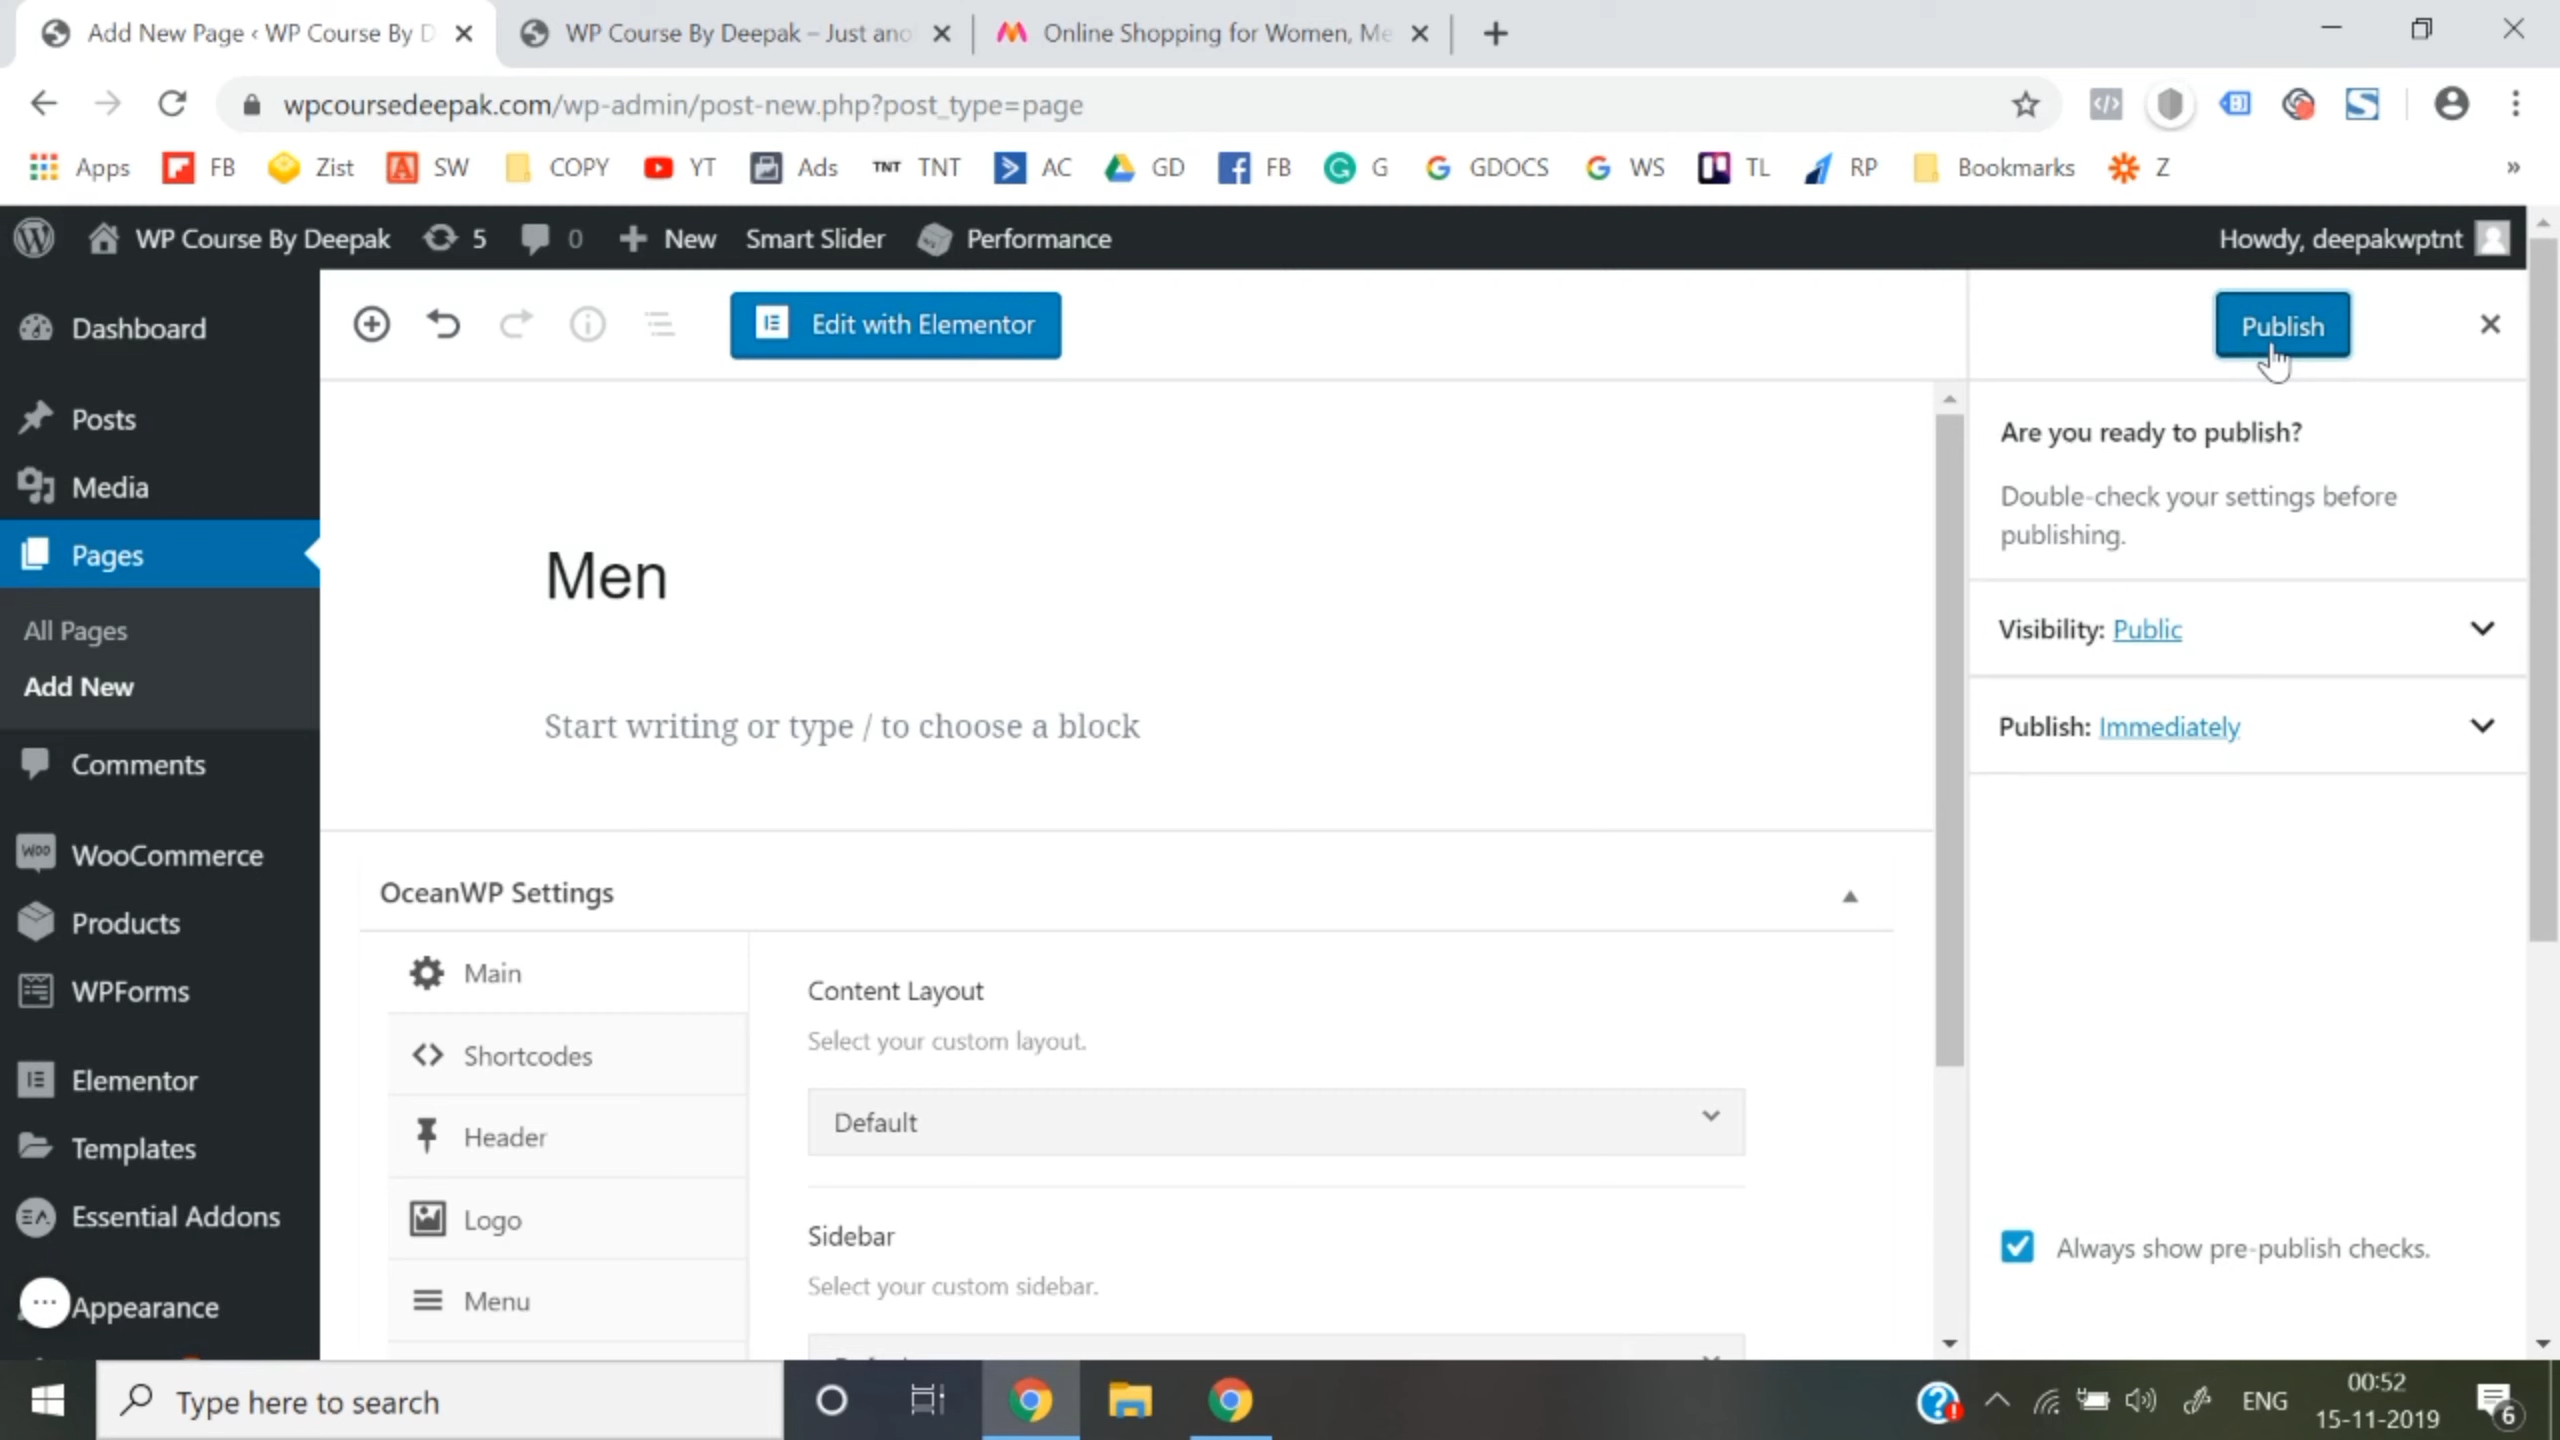 Add New Page ‹ WP Course By D
WP Course By Deepak – Just ano
Online Shopping for Women, Me
wpcoursedeepak.com/wp-admin/post-new.php?post_type=page
Apps
FB
Zist
SW
COPY
YT
Ads
TNT TNT
AC
GD
FB
G
GDOCS
WS
TL
RP
Bookmarks
Z
»
WP Course By Deepak
5
0
New
Smart Slider
Performance
Howdy, deepakwptnt
Dashboard
Posts
Media
Pages
All Pages
Add New
Comments
WooCommerce
Products
WPForms
Elementor
Templates
Essential Addons
Appearance
Edit with Elementor
Men
Start writing or type / to choose a block
OceanWP Settings
Main
Shortcodes
Header
Logo
Menu
Content Layout
Select your custom layout.
Default
Sidebar
Select your custom sidebar.
Publish
Are you ready to publish?
Double-check your settings before
publishing.
Visibility: Public
Publish: Immediately
Always show pre-publish checks.
Type here to search
ENG
00:52
15-11-2019
6